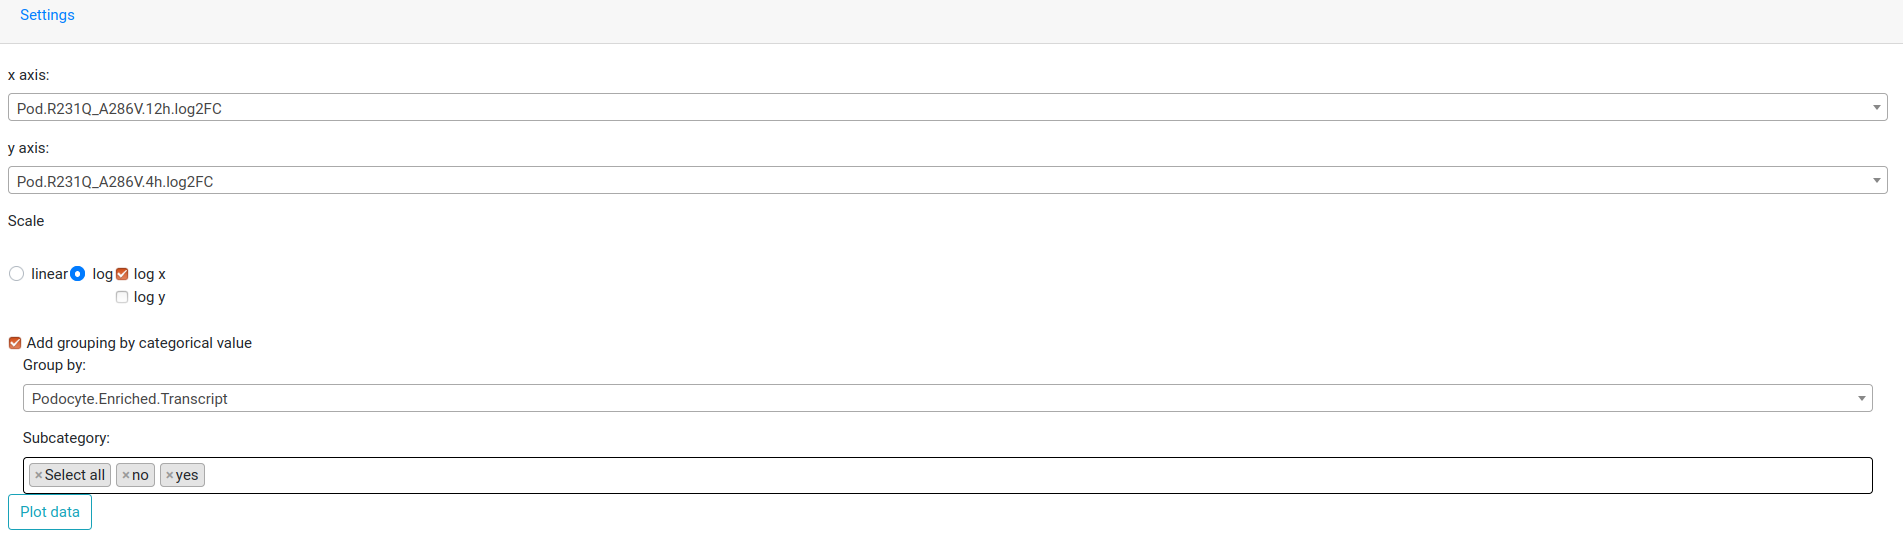 Settings
x axis:
Pod.R231Q_A286V.12h.log2FC
y axis:
Pod.R231Q_A286V.4h.log2FC
Scale
linear log log x
log y
Add grouping by categorical value
Group by:
Podocyte.Enriched.Transcript
Subcategory:
×Select all ×no ×yes
Plot data